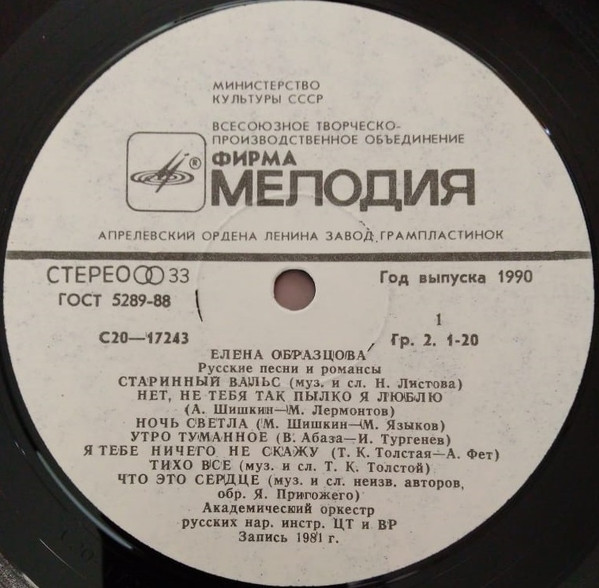 МИНИСТЕРСТВО
КУЛЬТУРЫ СССР
ВСЕСОЮЗНОЕ ТВОРЧЕСКО-
ПРОИЗВОДСТВЕННОЕ ОБЪЕДИНЕНИЕ
®
ФИРМА
МЕЛОДИЯ
АПРЕЛЕВСКИЙ ОРДЕНА ЛЕНИНА ЗАВОД ГРАМПЛАСТИНОК
СТЕРЕО 33
Год выпуска 1990
ГОСТ 5289-88
1
С20—17243
Гр. 2. 1-20
ЕЛЕНА ОБРАЗЦОВА
Русские песни и романсы
СТАРИННЫЙ ВАЛЬС (муз. и сл. Н. Листова)
НЕТ, НЕ ТЕБЯ ТАК ПЫЛКО Я ЛЮБЛЮ
(А. Шишкин—М. Лермонтов)
НОЧЬ СВЕТЛА (М. Шишкин—М. Языков)
УТРО ТУМАННОЕ (В. Абаза—И. Тургенев)
Я ТЕБЕ НИЧЕГО НЕ СКАЖУ (Т. К. Толстая—А. Фет)
ТИХО ВСЕ (муз. и сл. Т. К. Толстой)
ЧТО ЭТО СЕРДЦЕ (муз. и сл. неизв. авторов,
обр. Я. Пригожего)
Академический оркестр
русских нар. инстр. ЦТ и ВР
Запись 1981 г.